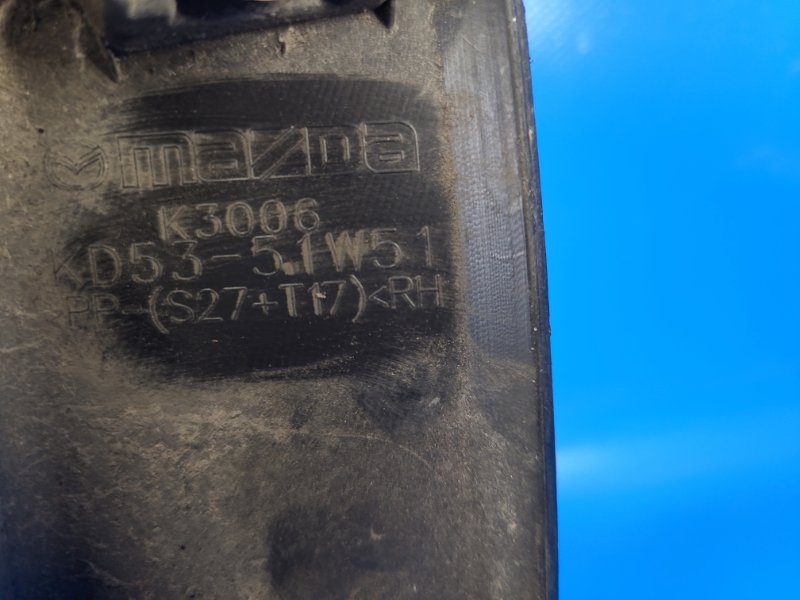 mazda
K3006
KD53-51W51
PP-(S27+T17)<RH